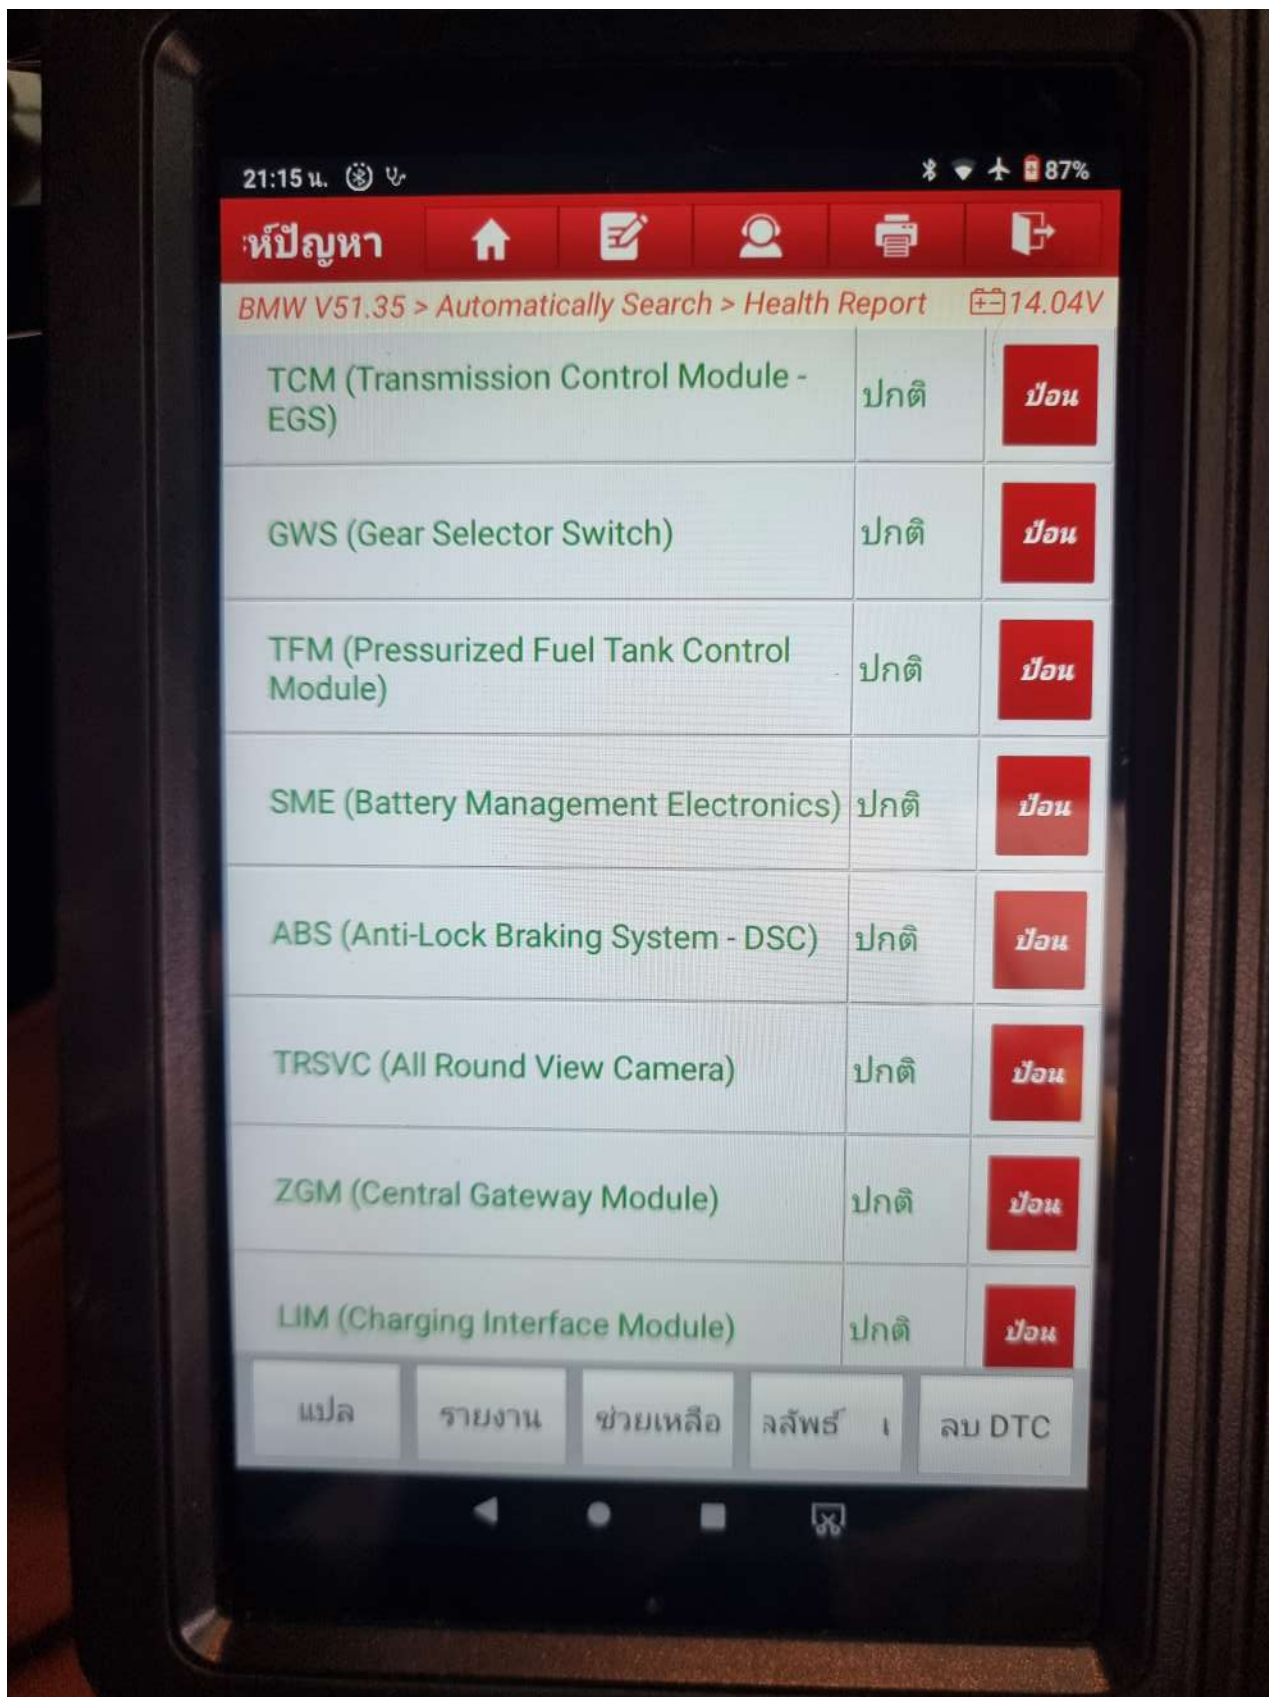 21:15 น.
87%
ห์ปัญหา
BMW V51.35 > Automatically Search > Health Report
14.04V
TCM (Transmission Control Module -
EGS)
ปกติ
ป้อน
GWS (Gear Selector Switch)
ปกติ
ป้อน
TFM (Pressurized Fuel Tank Control
Module)
ปกติ
ป้อน
SME (Battery Management Electronics)
ปกติ
ป้อน
ABS (Anti-Lock Braking System - DSC)
ปกติ
ป้อน
TRSVC (All Round View Camera)
ปกติ
ป้อน
ZGM (Central Gateway Module)
ปกติ
ป้อน
LIM (Charging Interface Module)
ปกติ
ป้อน
แปล
รายงาน
ช่วยเหลือ
ลลัพธ์
ลบ DTC